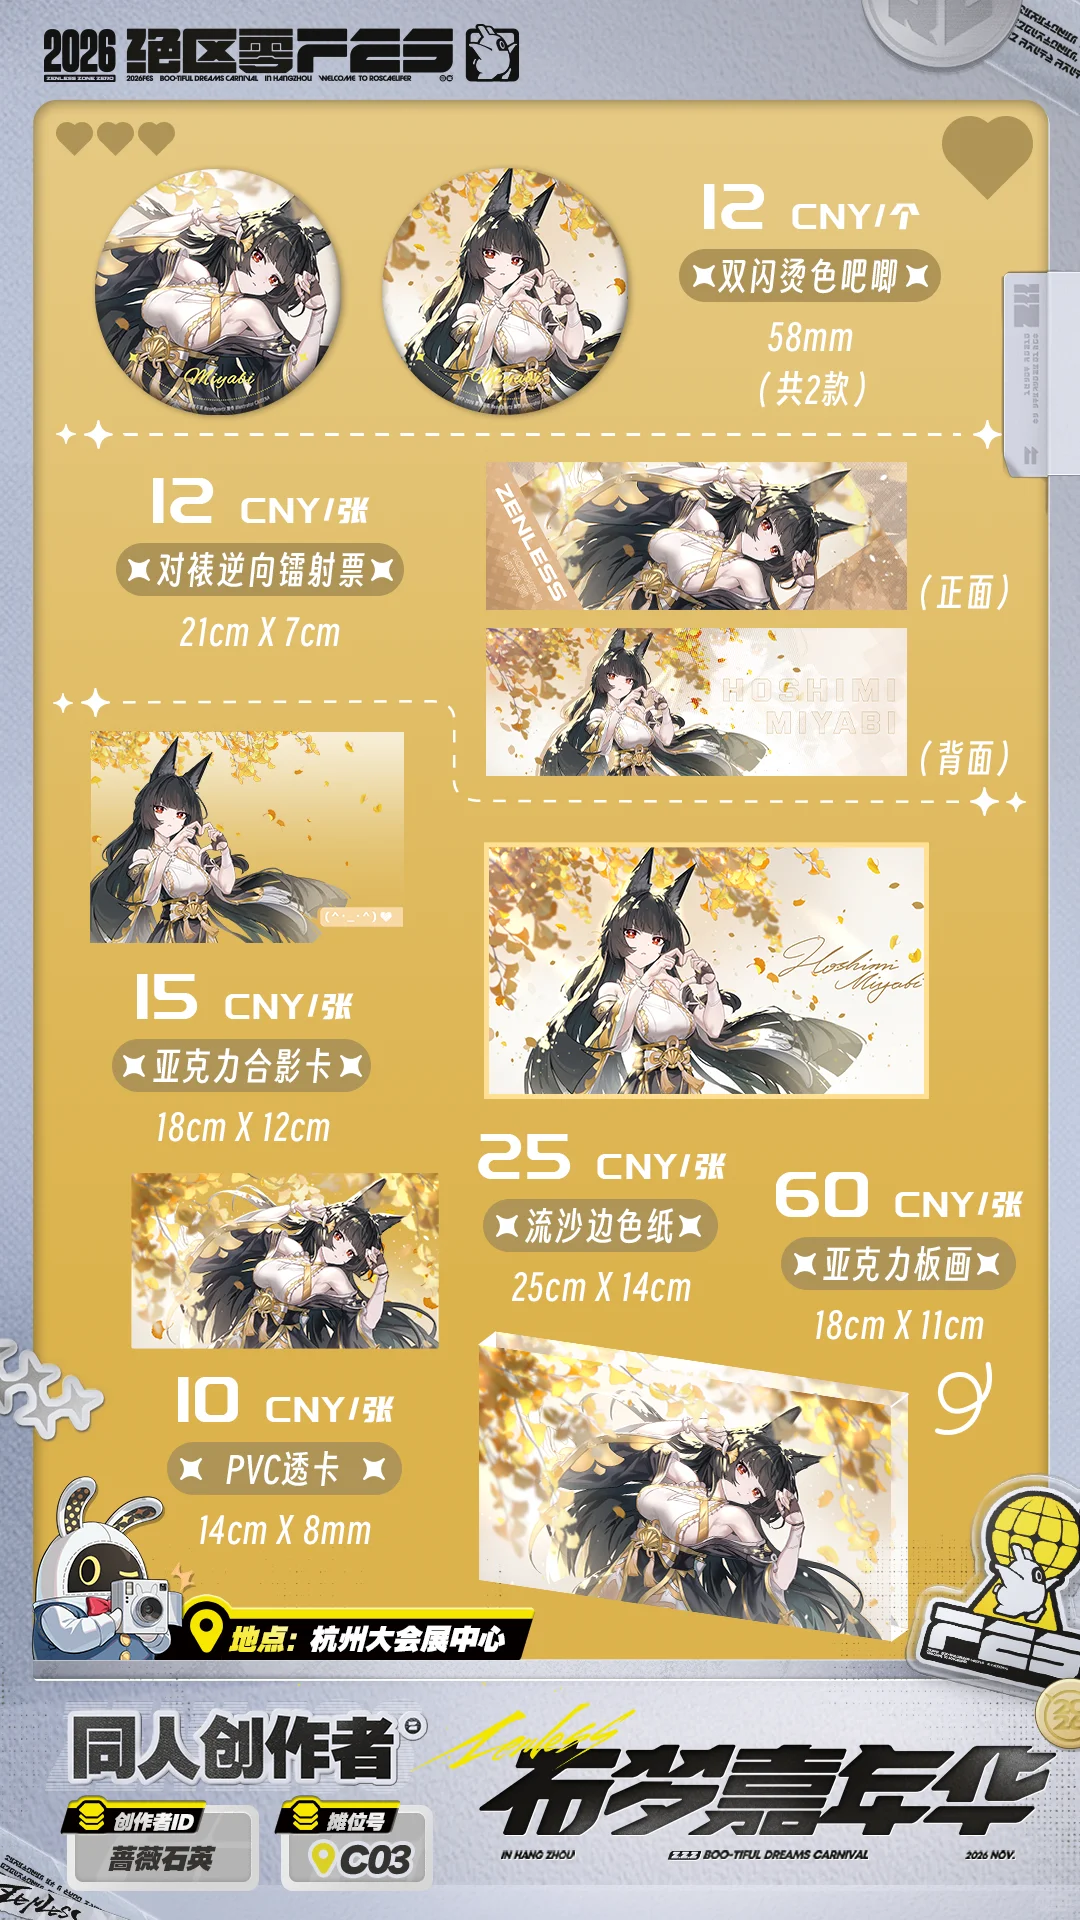 2026 绝区零FES
ZENLESS ZONE ZERO 2026FES BOO-TIFUL DREAMS CARNIVAL IN HANGZHOU WELCOME TO ROSCAELIFER
12 CNY/个
双闪烫色吧唧
58mm
（共2款）
Miyabi
12 CNY/张
对裱逆向镭射票
21cm X 7cm
ZENLESS
（正面）
HOSHIMI
MIYABI
（背面）
(^･_･^)♥
15 CNY/张
亚克力合影卡
18cm X 12cm
Hoshimi
Miyabi
25 CNY/张
流沙边色纸
25cm X 14cm
60 CNY/张
亚克力板画
18cm X 11cm
10 CNY/张
PVC透卡
14cm X 8mm
地点：杭州大会展中心
FES
同人创作者
创作者ID
蔷薇石英
摊位号
C03
Zenless
布梦嘉年华
IN HANG ZHOU
ZZZ BOO-TIFUL DREAMS CARNIVAL
2026 NOV.